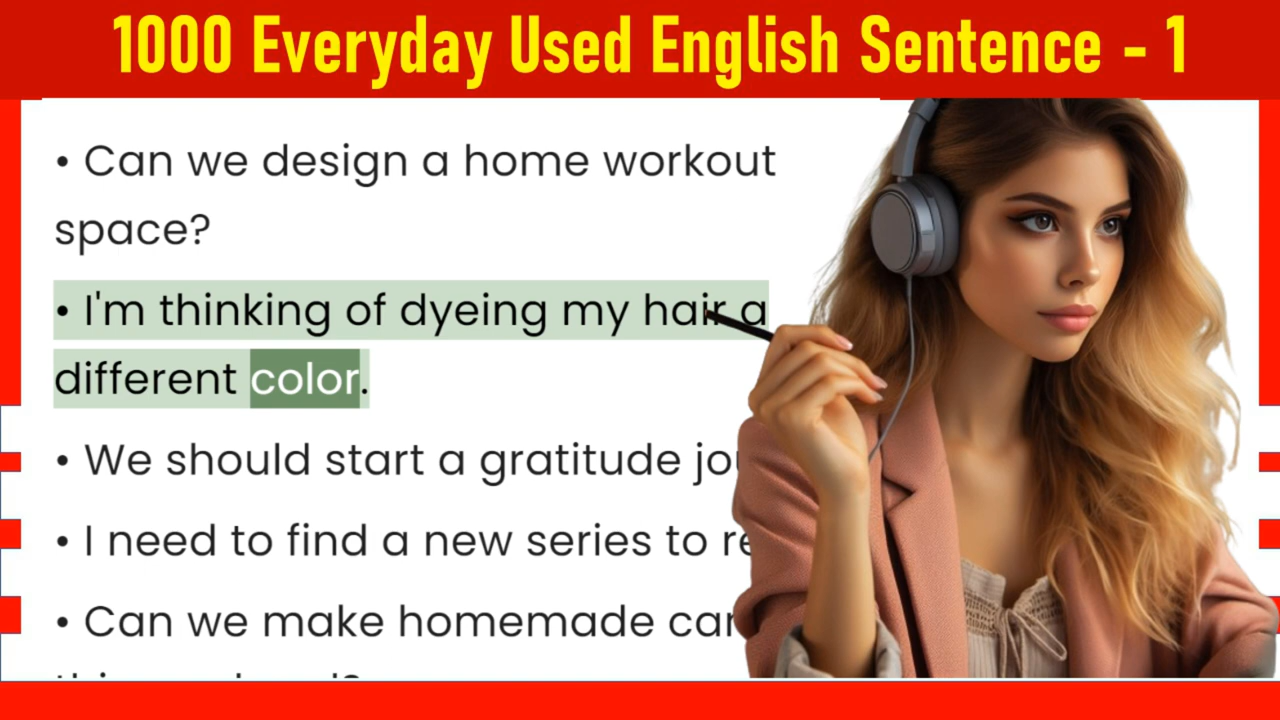 1000 Everyday Used English Sentence - 1
• Can we design a home workout
space?
• I'm thinking of dyeing my hair a
different color.
• We should start a gratitude
• I need to find a new series to
• Can we make homemade